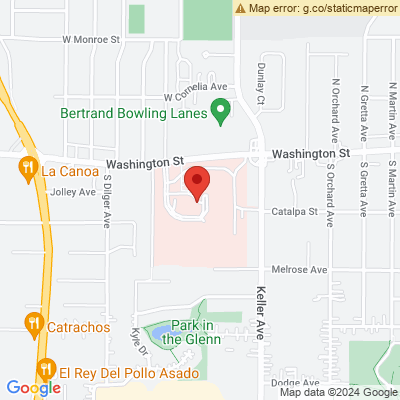 Map error: g.co/staticmaperror
W Monroe St
W Cornelia Ave
Dunlay Ct
N Orchard Ave
N Gretta Ave
N Martin Ave
Bertrand Bowling Lanes
Washington St
Washington St
La Canoa
Jolley Ave
S Dilger Ave
S Orchard Ave
S Gretta Ave
S Martin Ave
Catalpa St
Melrose Ave
Keller Ave
Catrachos
Kyle Dr
Park in
the Glenn
El Rey Del Pollo Asado
Dodge Ave
Google
Map data ©2024 Google